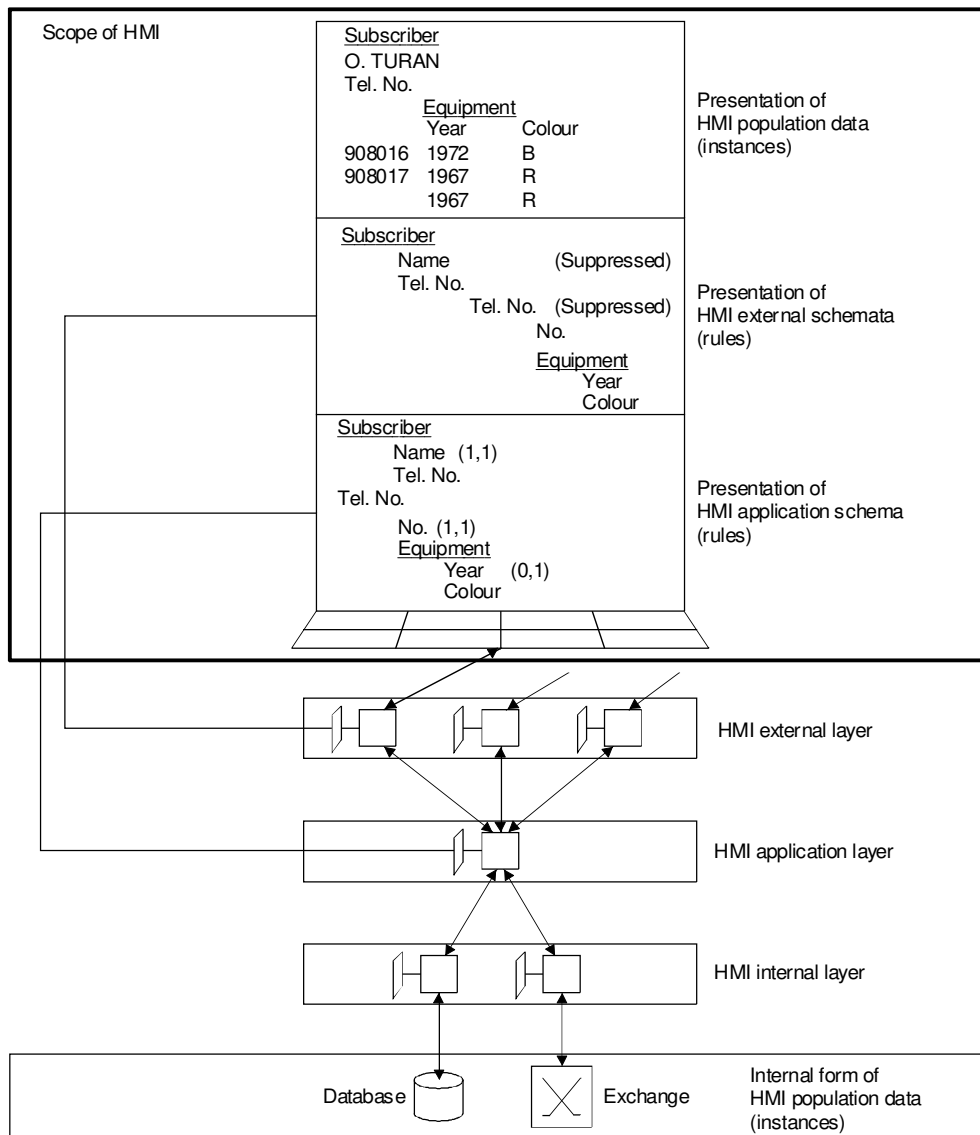 Scope of HMI
Subscriber
O. TURAN
Tel. No.
Equipment
Year Colour
908016 1972 B
908017 1967 R
1967 R
Presentation of
HMI population data
(instances)
Subscriber
Name (Suppressed)
Tel. No.
Tel. No. (Suppressed)
No.
Equipment
Year
Colour
Presentation of
HMI external schemata
(rules)
Subscriber
Name (1,1)
Tel. No.
Tel. No.
No. (1,1)
Equipment
Year (0,1)
Colour
Presentation of
HMI application schema
(rules)
HMI external layer
HMI application layer
HMI internal layer
Database
Exchange
Internal form of
HMI population data
(instances)